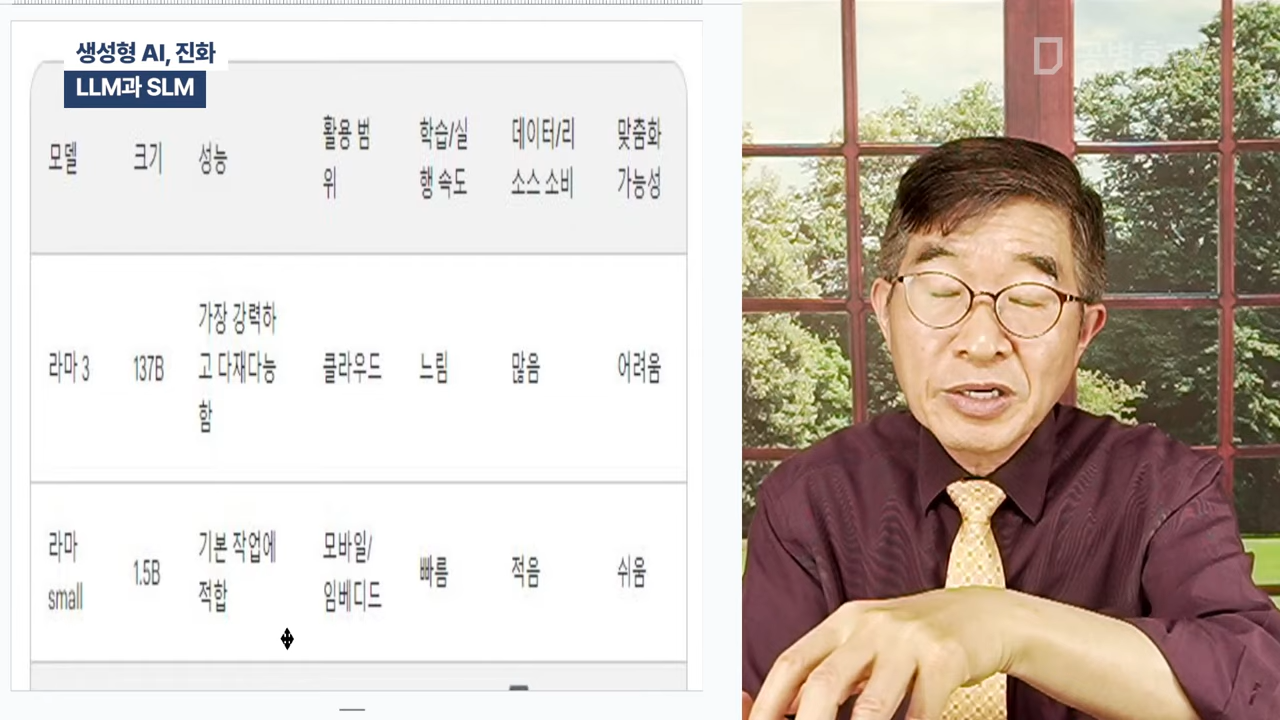 생성형 AI, 진화
LLM과 SLM
모델 크기 성능 활용 범위 학습/실행 속도 데이터/리소스 소비 맞춤화 가능성
라마 3 137B 가장 강력하고 다재다능함 클라우드 느림 많음 어려움
라마 small 1.5B 기본 작업에 적합 모바일/임베디드 빠름 적음 쉬움